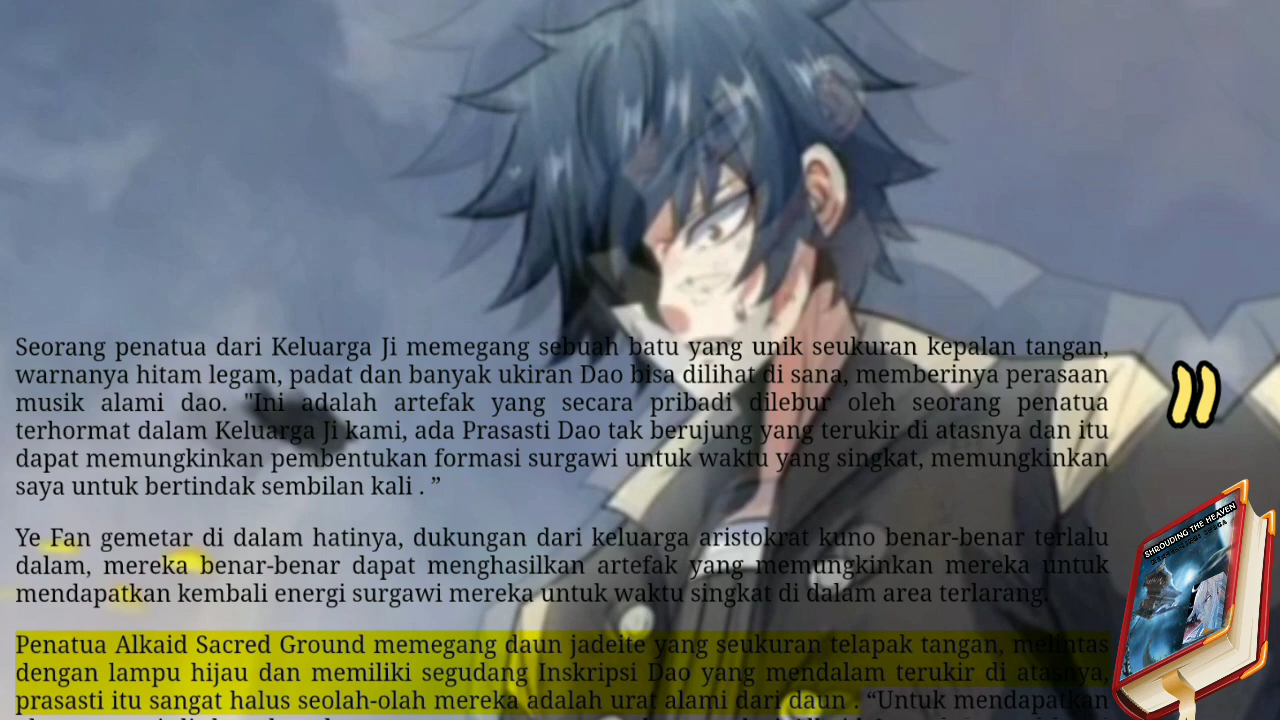 Seorang penatua dari Keluarga Ji memegang sebuah batu yang unik seukuran kepalan tangan,
warnanya hitam legam, padat dan banyak ukiran Dao bisa dilihat di sana, memberinya perasaan
musik alami dao. "Ini adalah artefak yang secara pribadi dilebur oleh seorang penatua
terhormat dalam Keluarga Ji kami, ada Prasasti Dao tak berujung yang terukir di atasnya dan itu
dapat memungkinkan pembentukan formasi surgawi untuk waktu yang singkat, memungkinkan
saya untuk bertindak sembilan kali . ”
Ye Fan gemetar di dalam hatinya, dukungan dari keluarga aristokrat kuno benar-benar terlalu
dalam, mereka benar-benar dapat menghasilkan artefak yang memungkinkan mereka untuk
mendapatkan kembali energi surgawi mereka untuk waktu singkat di dalam area terlarang.
Penatua Alkaid Sacred Ground memegang daun jadeite yang seukuran telapak tangan, melintas
dengan lampu hijau dan memiliki segudang Inskripsi Dao yang mendalam terukir di atasnya,
prasasti itu sangat halus seolah-olah mereka adalah urat alami dari daun . “Untuk mendapatkan
SHROUDING THE HEAVEN